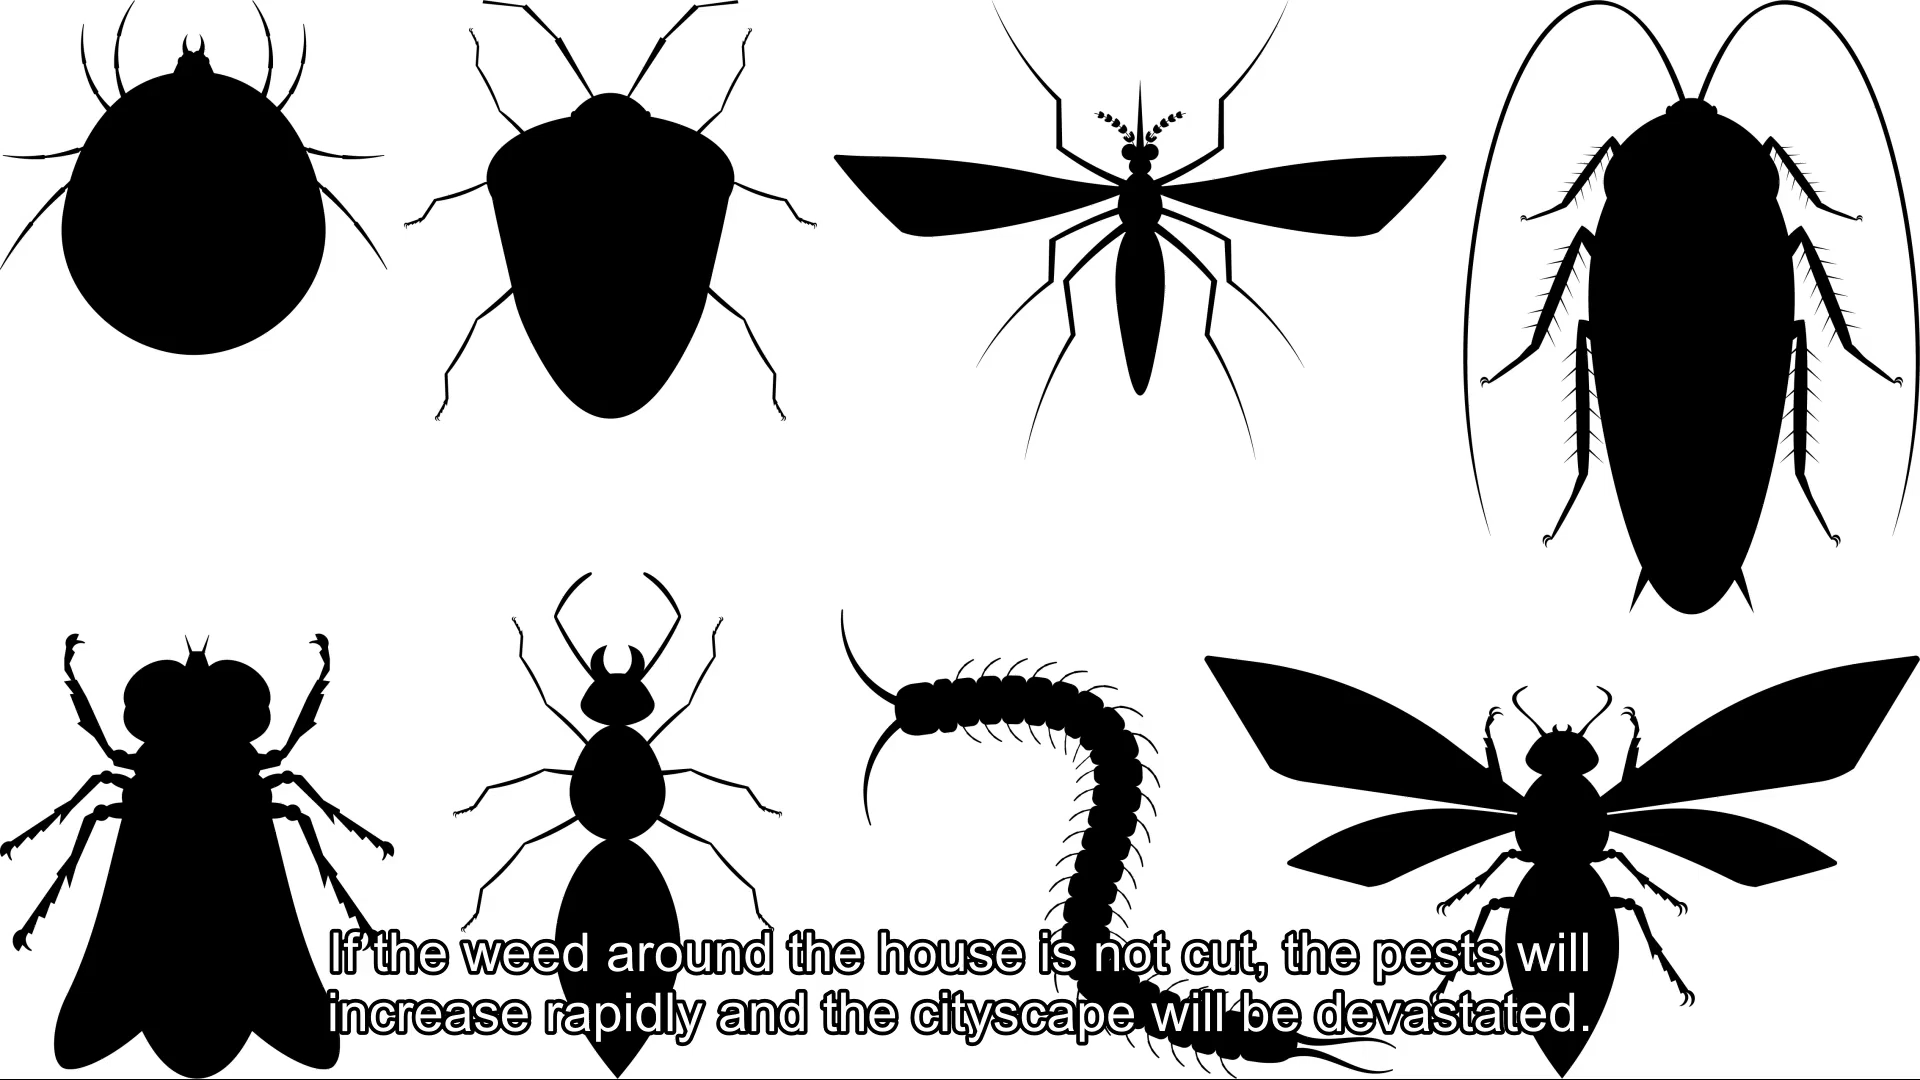 If the weed around the house is not cut, the pests will
increase rapidly and the cityscape will be devastated.